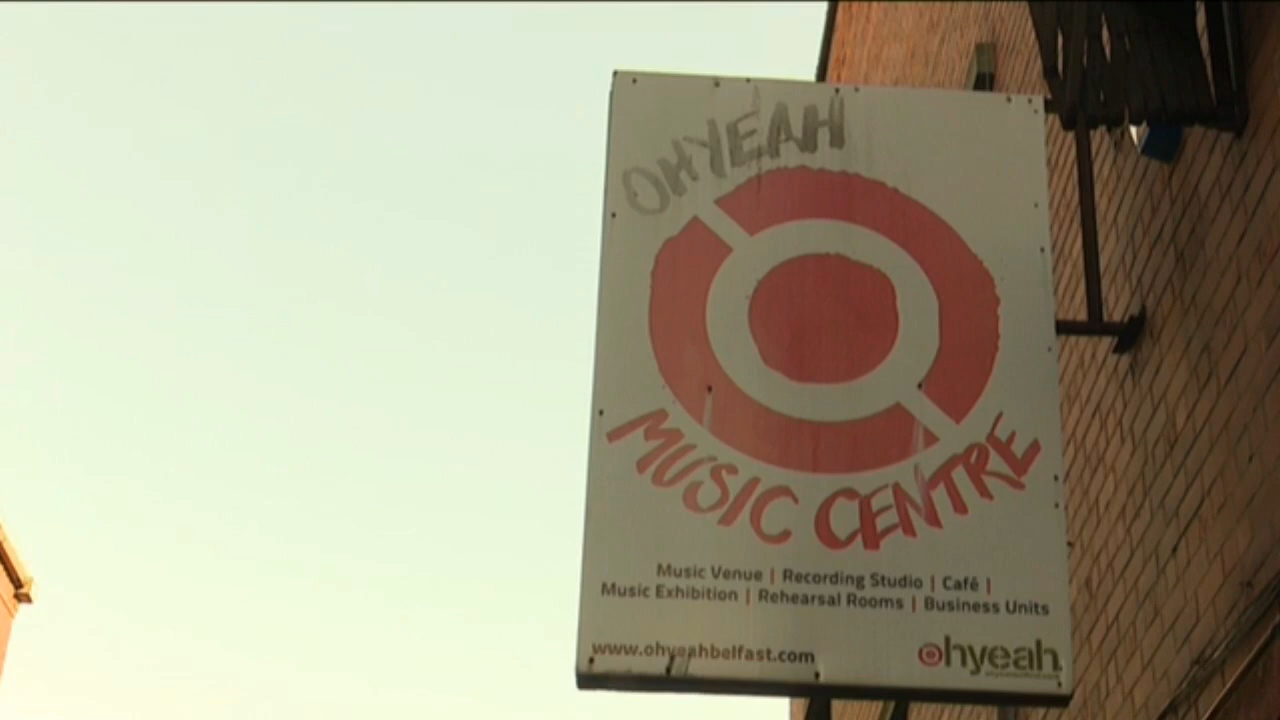 OHYEAH
MUSIC CENTRE
Music Venue | Recording Studio | Café |
Music Exhibition | Rehearsal Rooms | Business Units
www.ohyeahbelfast.com
ohyeah